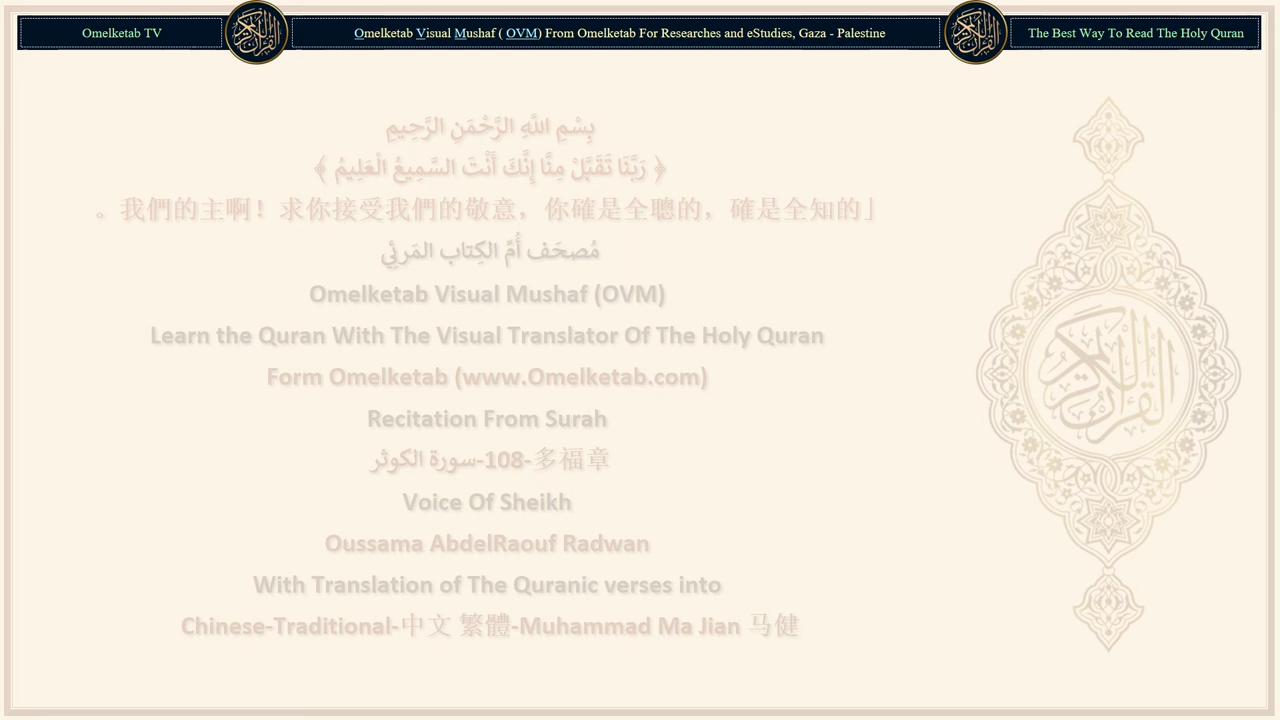 Omelketab TV
Omelketab Visual Mushaf ( OVM) From Omelketab For Researches and eStudies, Gaza - Palestine
The Best Way To Read The Holy Quran
بِسْمِ اللَّهِ الرَّحْمَنِ الرَّحِيمِ
﴿ رَبَّنَا تَقَبَّلْ مِنَّا إِنَّكَ أَنْتَ السَّمِيعُ الْعَلِيمُ ﴾
。我們的主啊！求你接受我們的敬意，你確是全聰的，確是全知的」
مُصحَف أُمِّ الكِتاب المَرئِي
Omelketab Visual Mushaf (OVM)
Learn the Quran With The Visual Translator Of The Holy Quran
Form Omelketab (www.Omelketab.com)
Recitation From Surah
سورة الكوثر-108-多福章
Voice Of Sheikh
Oussama AbdelRaouf Radwan
With Translation of The Quranic verses into
Chinese-Traditional-中文 繁體-Muhammad Ma Jian 马健